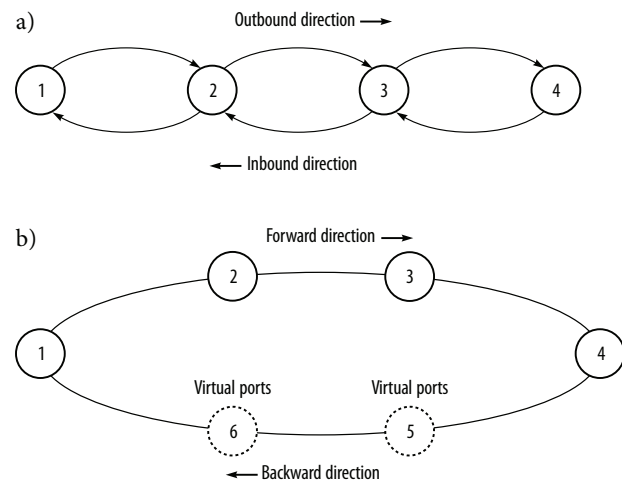 a)
Outbound direction
1
2
3
4
Inbound direction
b)
Forward direction
2
3
1
4
Virtual ports
Virtual ports
6
5
Backward direction